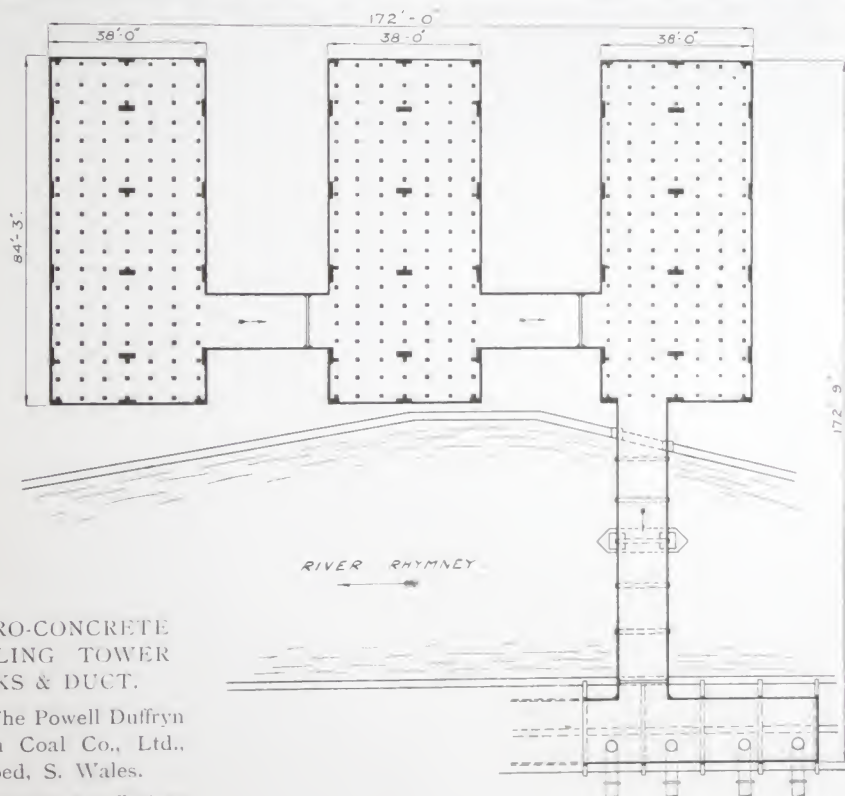 172'-0"
38'-0"
38-0"
38-0"
84'-3"
172' 9"
RIVER RHYMNEY
RO-CONCRETE
LING TOWER
KS & DUCT.
The Powell Duffryn
Coal Co., Ltd.,
ed, S. Wales.